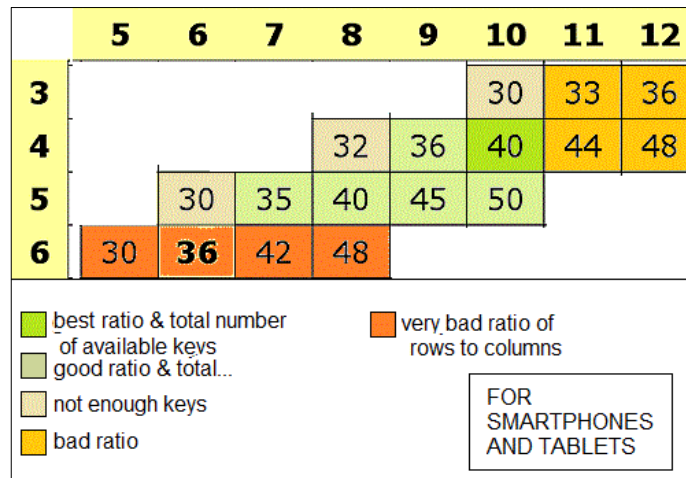 5 6 7 8 9 10 11 12
3 30 33 36
4 32 36 40 44 48
5 30 35 40 45 50
6 30 36 42 48
best ratio & total number
of available keys
good ratio & total...
not enough keys
bad ratio
very bad ratio of
rows to columns
FOR
SMARTPHONES
AND TABLETS